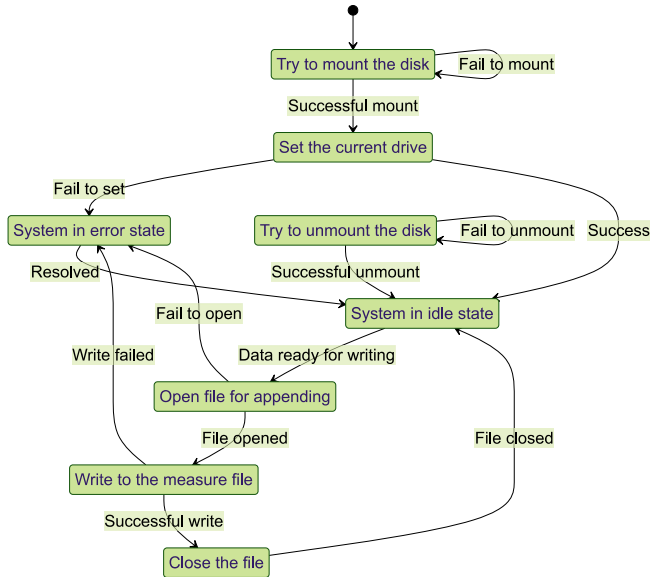 Try to mount the disk
Fail to mount
Successful mount
Set the current drive
Fail to set
System in error state
Try to unmount the disk
Fail to unmount
Success
Resolved
Successful unmount
System in idle state
Fail to open
Write failed
Data ready for writing
Open file for appending
File opened
File closed
Write to the measure file
Successful write
Close the file